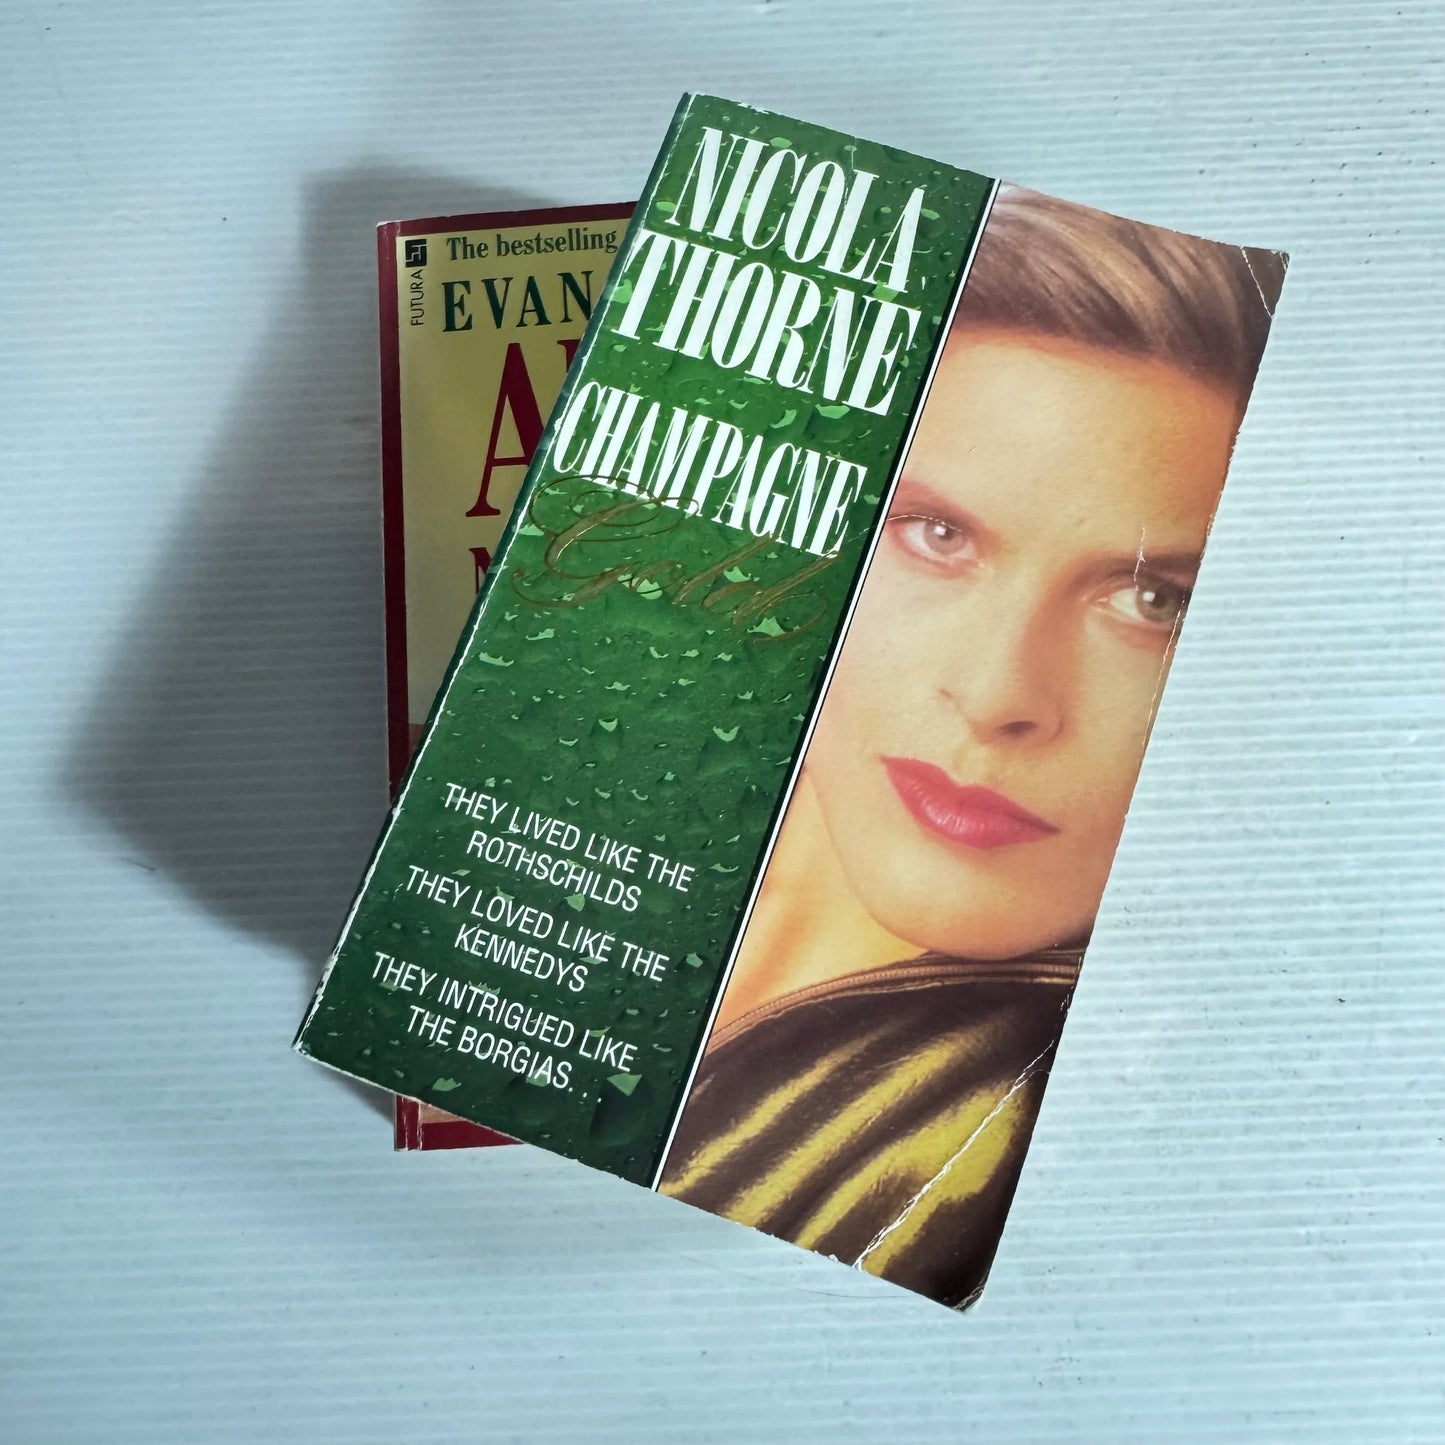 NICOLA
THORNE
CHAMPAGNE
Gold
THEY LIVED LIKE THE
ROTHSCHILDS
THEY LOVED LIKE THE
KENNEDYS
THEY INTRIGUED LIKE
THE BORGIAS. . .
FUTURA
The bestselling
EVAN